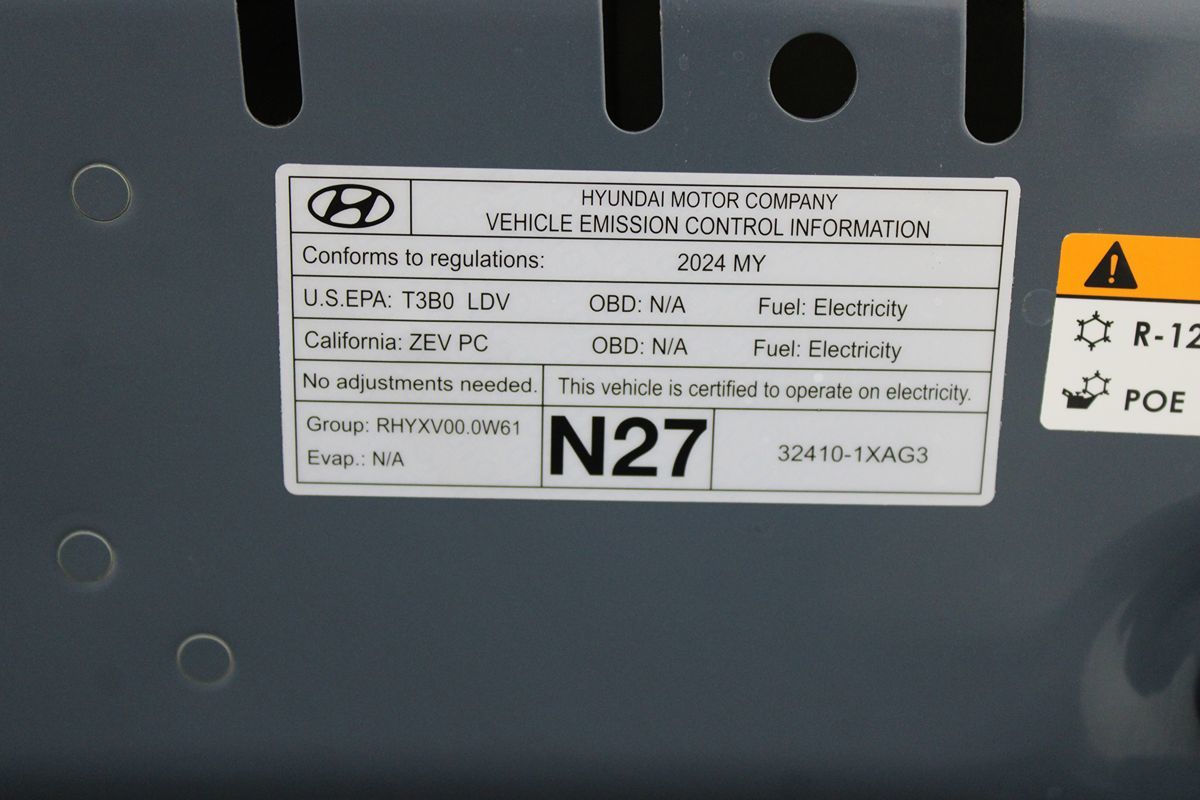 HYUNDAI MOTOR COMPANY
VEHICLE EMISSION CONTROL INFORMATION
Conforms to regulations: 2024 MY
U.S.EPA: T3B0 LDV OBD: N/A Fuel: Electricity
California: ZEV PC OBD: N/A Fuel: Electricity
No adjustments needed. This vehicle is certified to operate on electricity.
Group: RHYXV00.0W61
Evap.: N/A
N27
32410-1XAG3
R-12
POE